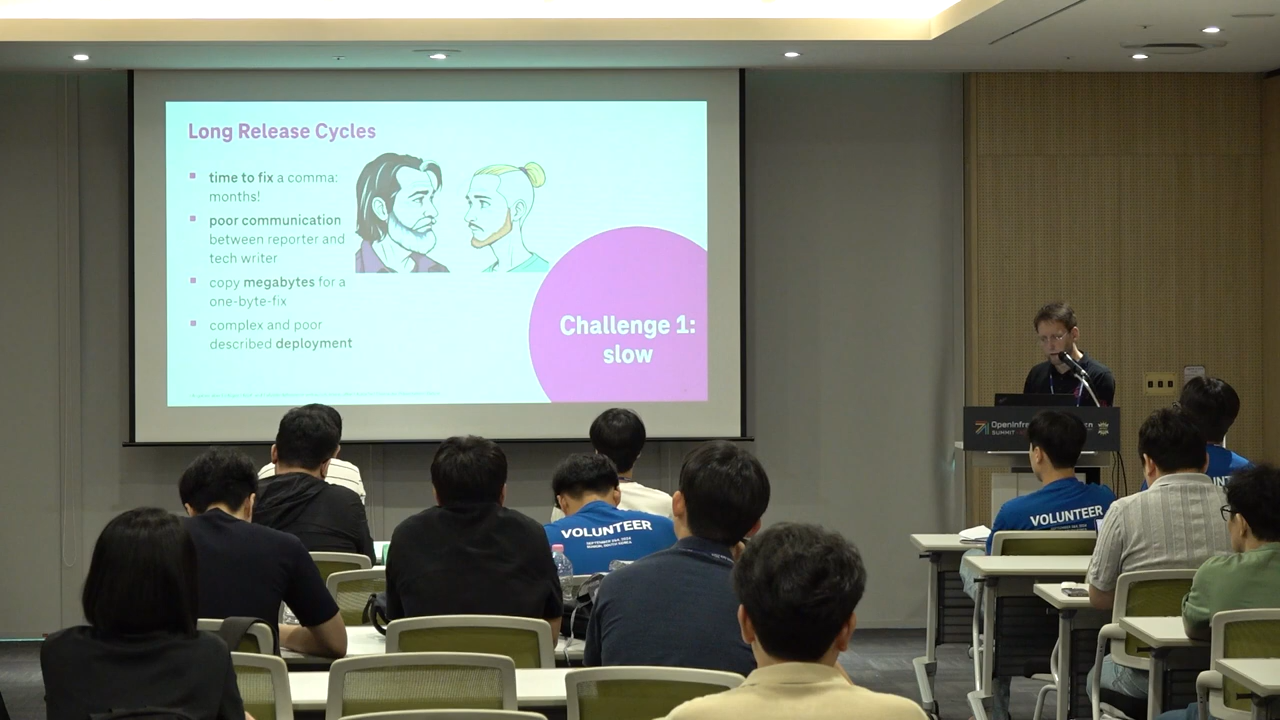 Long Release Cycles
time to fix a comma:
months!
poor communication
between reporter and
tech writer
copy megabytes for a
one-byte-fix
complex and poor
described deployment
Challenge 1:
slow
OpenInfra
SUMMIT
VOLUNTEER
VOLUNTEER